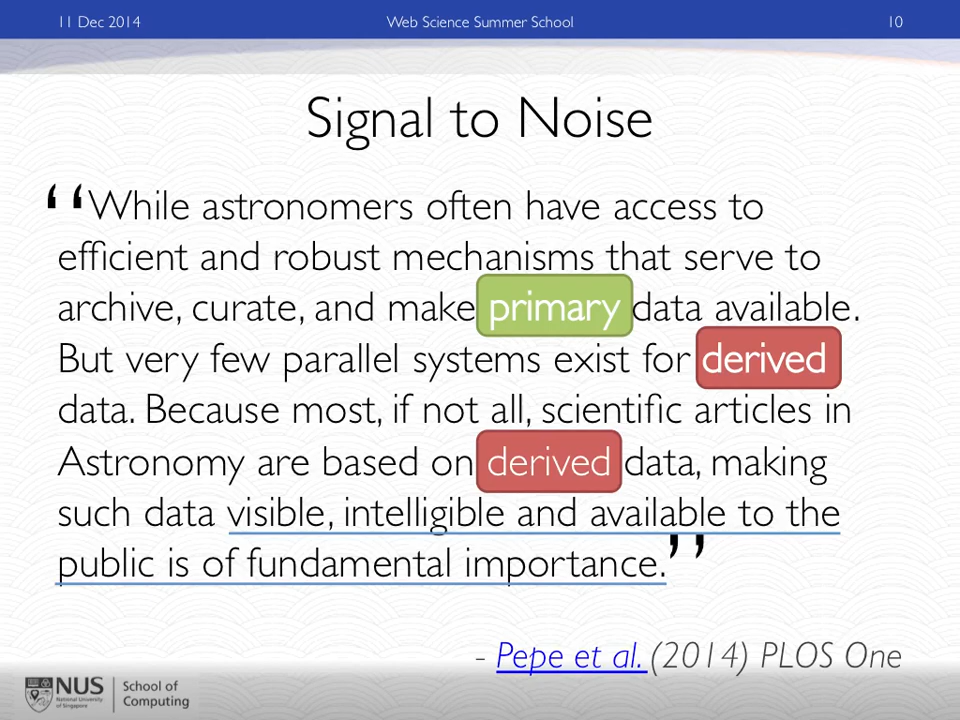 11 Dec 2014 Web Science Summer School 10
Signal to Noise
‘‘While astronomers often have access to
efficient and robust mechanisms that serve to
archive, curate, and make primary data available.
But very few parallel systems exist for derived
data. Because most, if not all, scientific articles in
Astronomy are based on derived data, making
such data visible, intelligible and available to the
public is of fundamental importance.’’
- Pepe et al. (2014) PLOS One
NUS
National University
of Singapore
School of
Computing